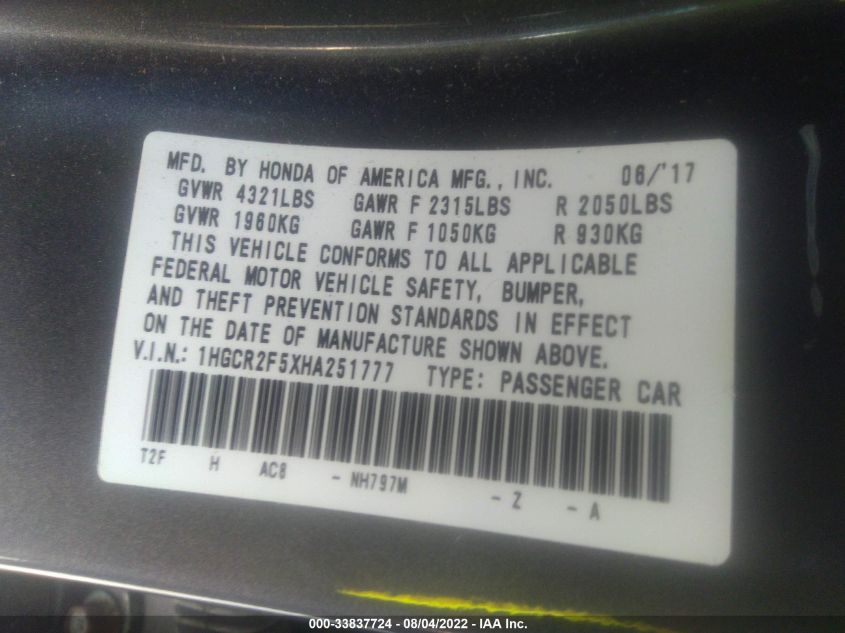 MFD. BY HONDA OF AMERICA MFG., INC. 06/'17
GVWR 4321LBS GAWR F 2315LBS R 2050LBS
GVWR 1960KG GAWR F 1050KG R 930KG
THIS VEHICLE CONFORMS TO ALL APPLICABLE
FEDERAL MOTOR VEHICLE SAFETY, BUMPER,
AND THEFT PREVENTION STANDARDS IN EFFECT
ON THE DATE OF MANUFACTURE SHOWN ABOVE.
V.I.N.: 1HGCR2F5XHA251777 TYPE: PASSENGER CAR
T2F H AC8 - NH797M - Z - A
000-33837724 - 08/04/2022 - IAA Inc.